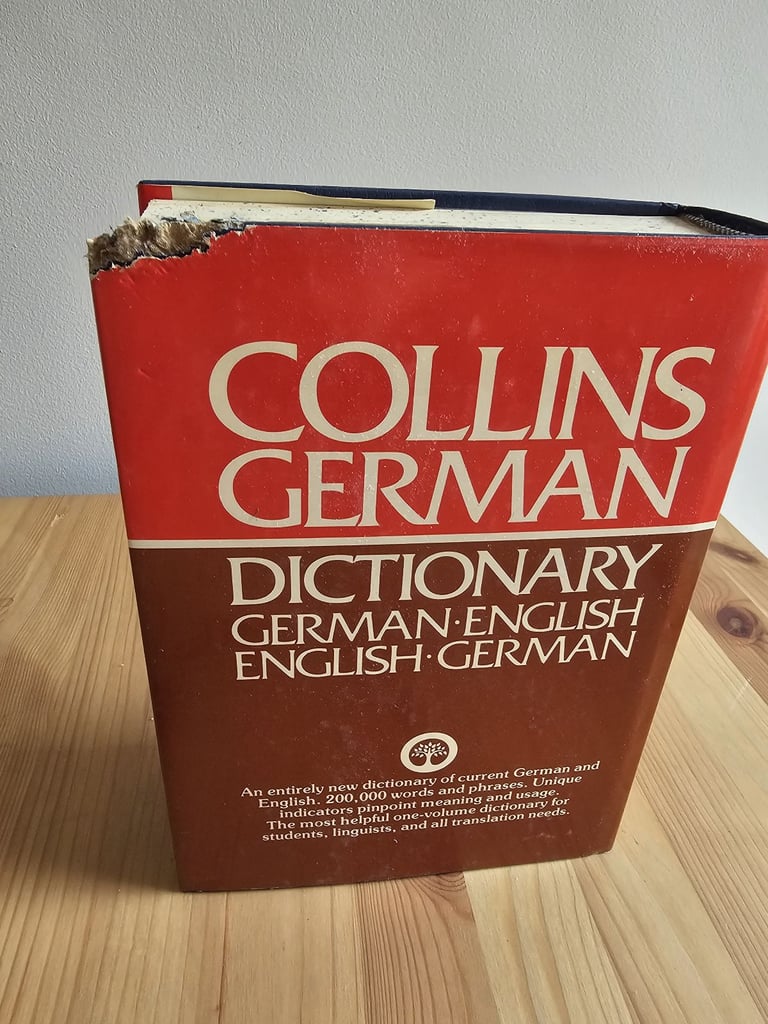 COLLINS
GERMAN
DICTIONARY
GERMAN·ENGLISH
ENGLISH·GERMAN
An entirely new dictionary of current German and
English. 200,000 words and phrases. Unique
indicators pinpoint meaning and usage.
The most helpful one-volume dictionary for
students, linguists, and all translation needs.